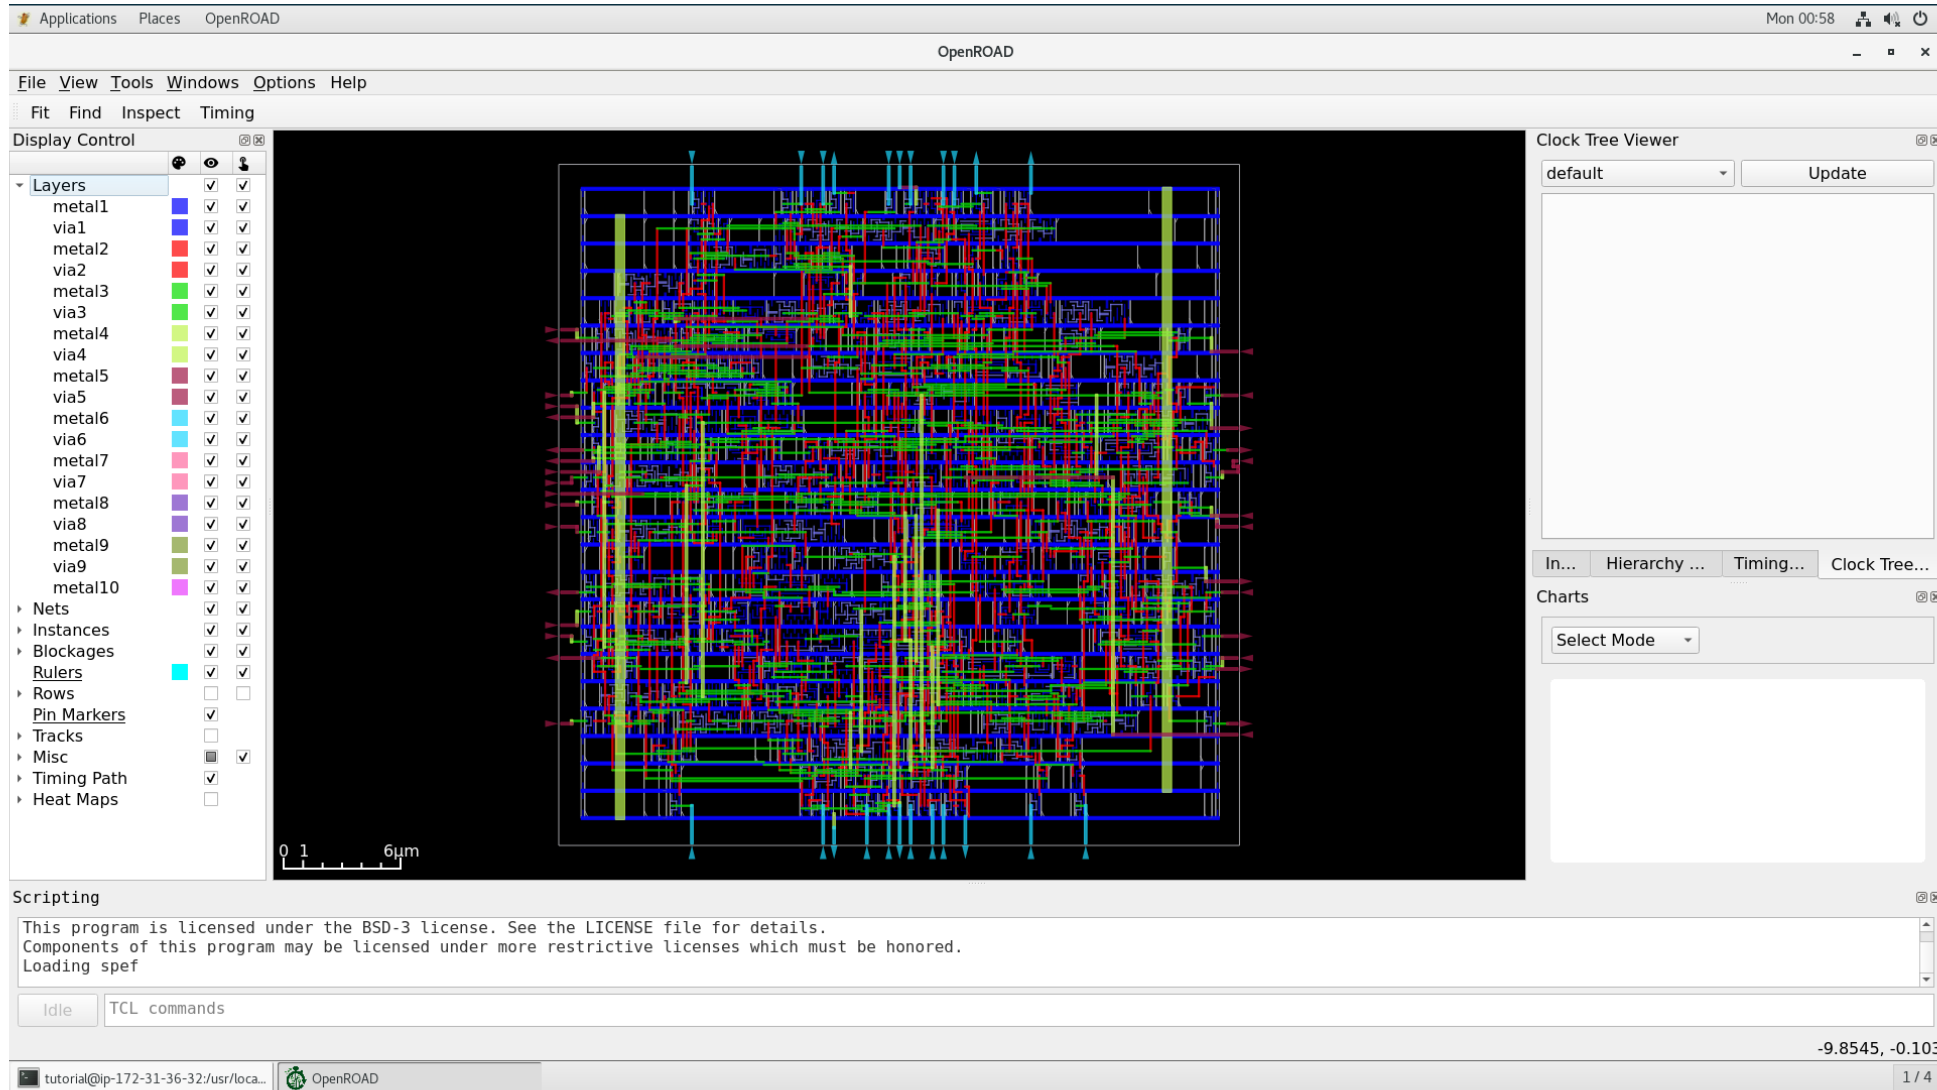 Applications Places OpenROAD Mon 00:58
OpenROAD
File View Tools Windows Options Help
Fit Find Inspect Timing
Display Control
Layers
metal1
via1
metal2
via2
metal3
via3
metal4
via4
metal5
via5
metal6
via6
metal7
via7
metal8
via8
metal9
via9
metal10
Nets
Instances
Blockages
Rulers
Rows
Pin Markers
Tracks
Misc
Timing Path
Heat Maps
0 1 6μm
Clock Tree Viewer
default Update
In... Hierarchy ... Timing... Clock Tree...
Charts
Select Mode
Scripting
This program is licensed under the BSD-3 license. See the LICENSE file for details.
Components of this program may be licensed under more restrictive licenses which must be honored.
Loading spef
Idle TCL commands
-9.8545, -0.103
tutorial@ip-172-31-36-32:/usr/loca... OpenROAD 1 / 4